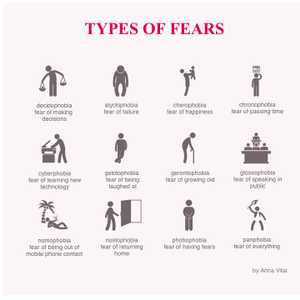 TYPES OF FEARS
decidophobia
fear of making
decisions
atychiphobia
fear of failure
cherophobia
fear of happiness
chronophobia
fear of passing time
cyberphobia
fear of learning new
technology
gelotophobia
fear of being
laughed at
gerontophobia
fear of growing old
glossophobia
fear of speaking in
public
nomophobia
fear of being out of
mobile phone contact
nostophobia
fear of returning
home
phobophobia
fear of having fears
panphobia
fear of everything
by Anna Vital